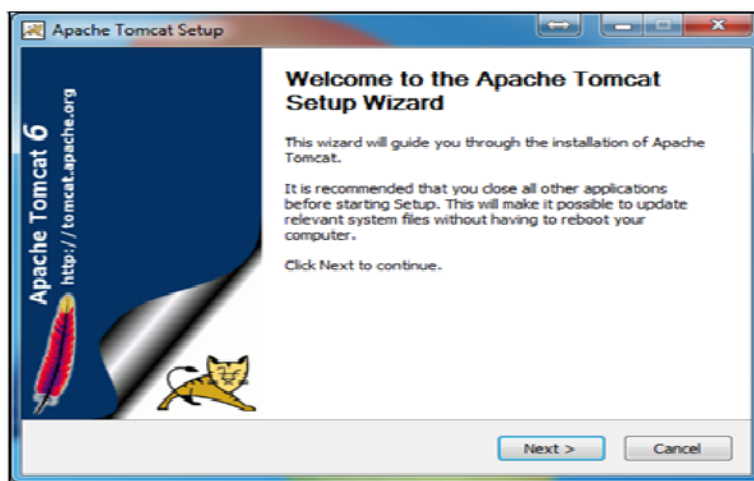 Apache Tomcat Setup
Apache Tomcat 6
http://tomcat.apache.org
Welcome to the Apache Tomcat
Setup Wizard
This wizard will guide you through the installation of Apache
Tomcat.
It is recommended that you close all other applications
before starting Setup. This will make it possible to update
relevant system files without having to reboot your
computer.
Click Next to continue.
Next >
Cancel